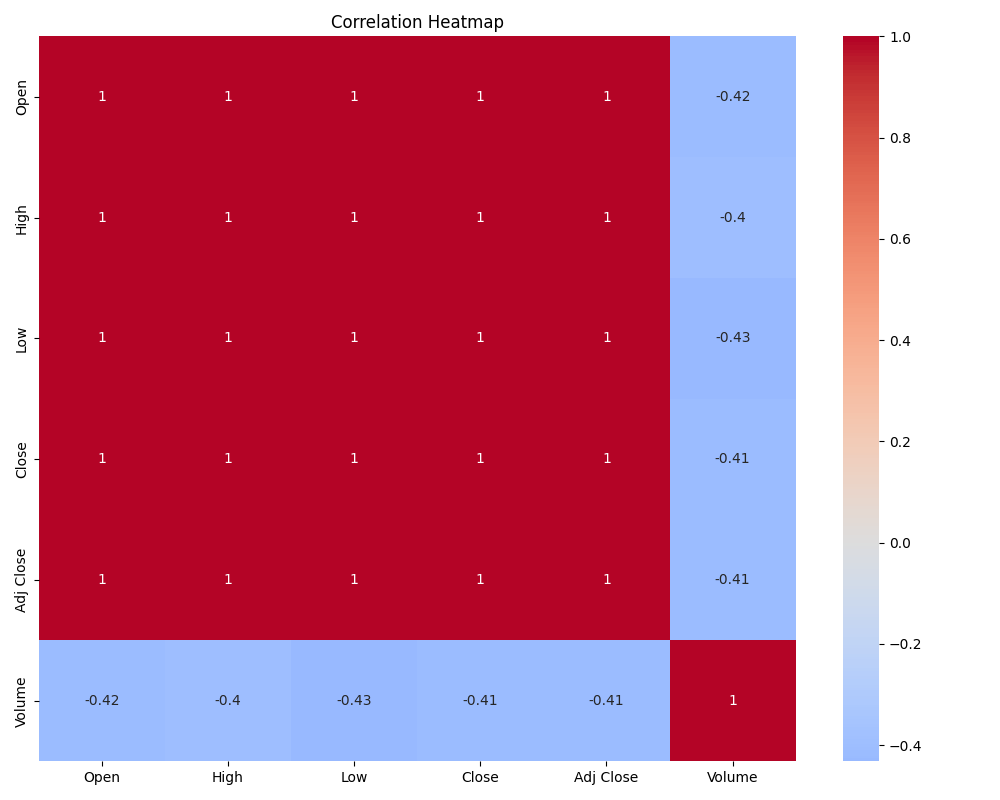 Correlation Heatmap
Open 1 1 1 1 1 -0.42
High 1 1 1 1 1 -0.4
Low 1 1 1 1 1 -0.43
Close 1 1 1 1 1 -0.41
Adj Close 1 1 1 1 1 -0.41
Volume -0.42 -0.4 -0.43 -0.41 -0.41 1
Open High Low Close Adj Close Volume
1.0
0.8
0.6
0.4
0.2
0.0
−0.2
−0.4